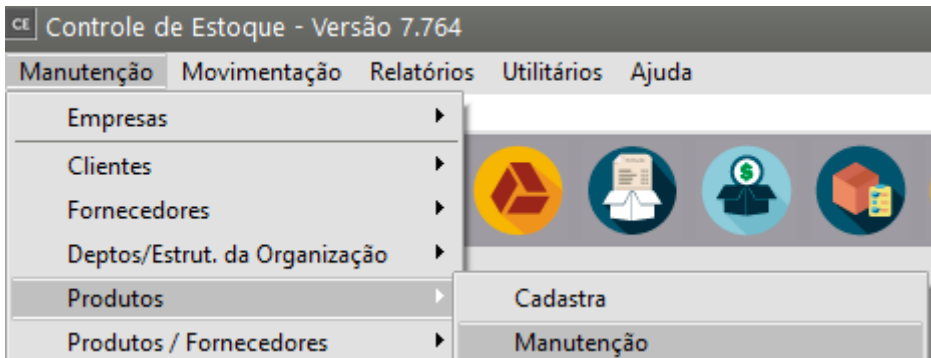 CE Controle de Estoque - Versão 7.764
Manutenção Movimentação Relatórios Utilitários Ajuda
Empresas
Clientes
Fornecedores
Deptos/Estrut. da Organização
Produtos
Cadastra
Produtos / Fornecedores
Manutenção